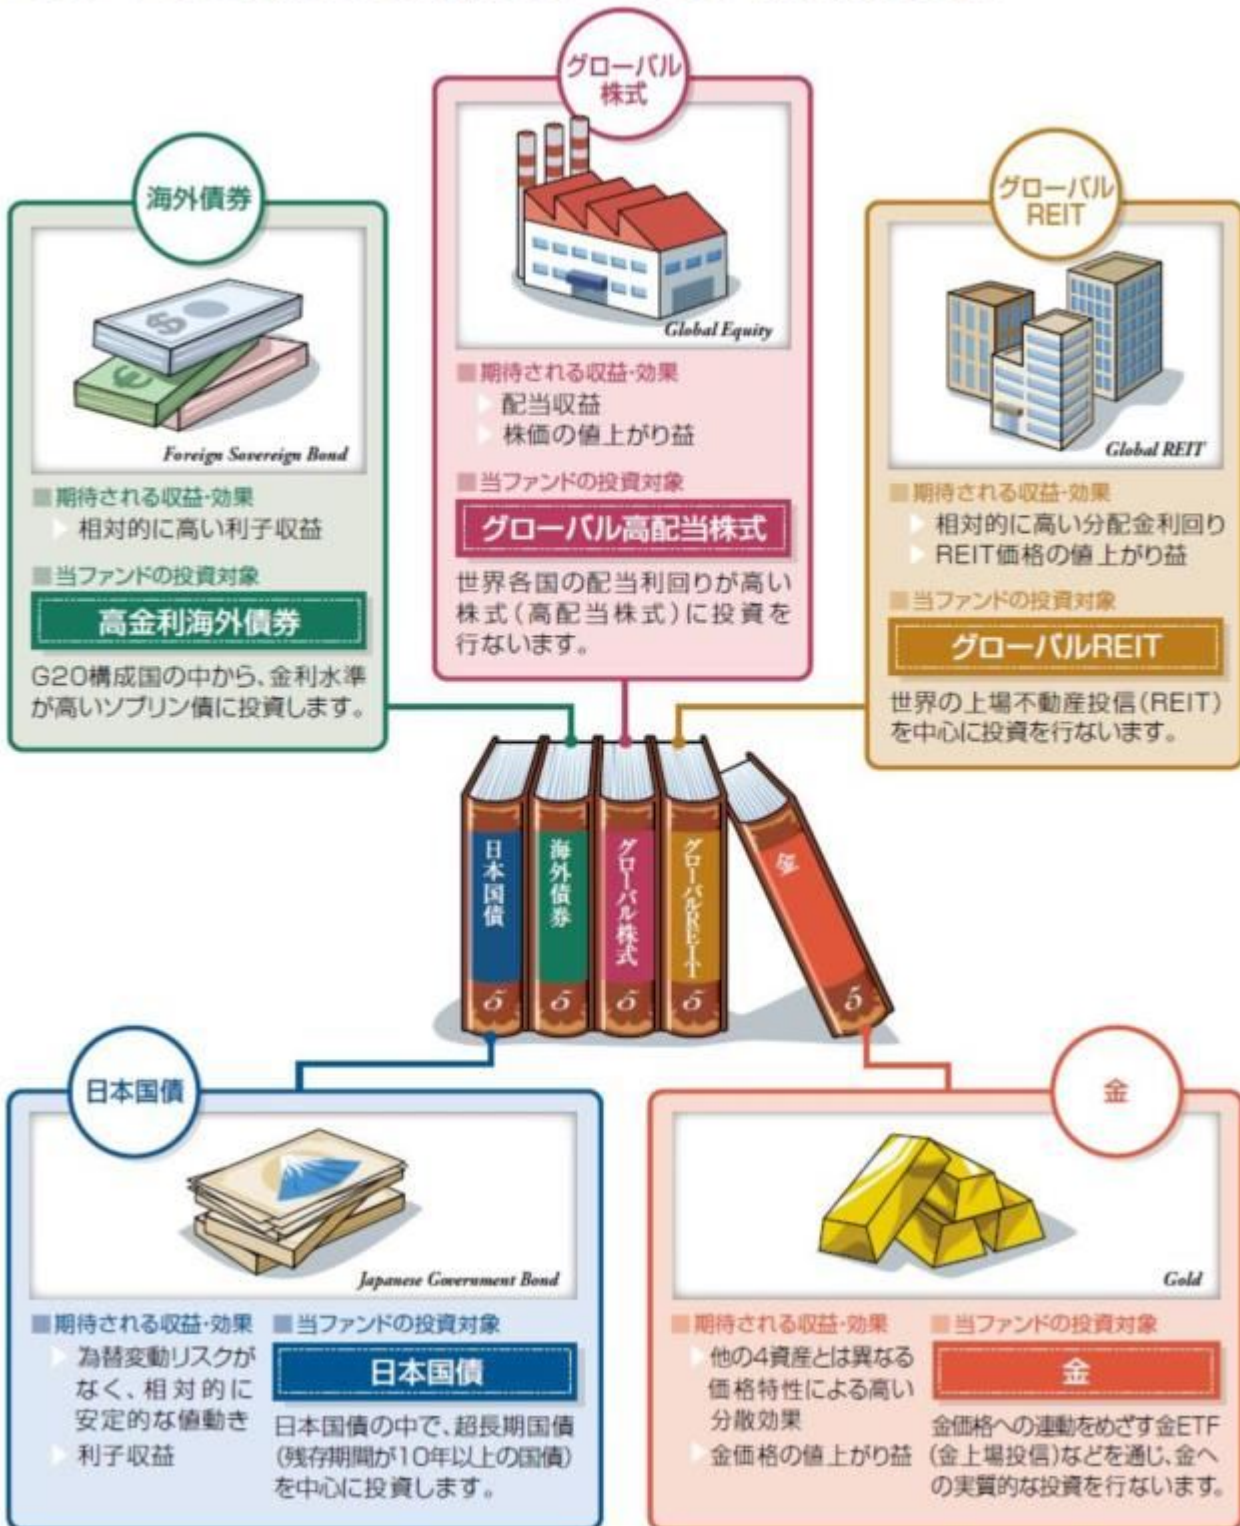 グローバル
株式
海外債券
グローバル
REIT
Foreign Sovereign Bond
■期待される収益・効果
相対的に高い利子収益
■当ファンドの投資対象
高金利海外債券
G20構成国の中から、金利水準
が高いソブリン債に投資します。
Global Equity
■期待される収益・効果
配当収益
株価の値上がり益
■当ファンドの投資対象
グローバル高配当株式
世界各国の配当利回りが高い
株式(高配当株式)に投資を
行ないます。
Global REIT
■期待される収益・効果
相対的に高い分配金利回り
REIT価格の値上がり益
■当ファンドの投資対象
グローバルREIT
世界の上場不動産投信(REIT)
を中心に投資を行ないます。
日本国債
5
海外債券
5
グローバル株式
5
グローバルREIT
5
金
5
日本国債
Japanese Government Bond
■期待される収益・効果
為替変動リスクが
なく、相対的に
安定的な値動き
利子収益
■当ファンドの投資対象
日本国債
日本国債の中で、超長期国債
(残存期間が10年以上の国債)
を中心に投資します。
金
Gold
■期待される収益・効果
他の4資産とは異なる
価格特性による高い
分散効果
金価格の値上がり益
■当ファンドの投資対象
金
金価格への連動をめざす金ETF
(金上場投信)などを通じ、金へ
の実質的な投資を行ないます。